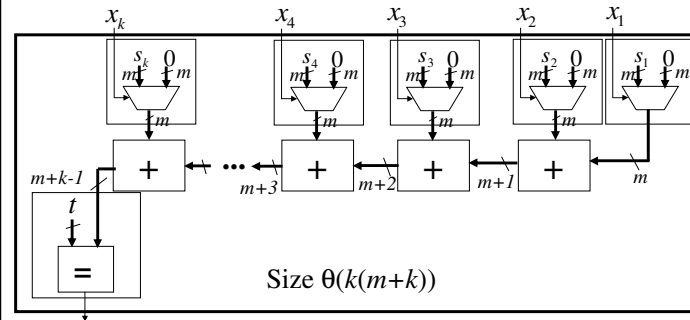 x_k x_4 x_3 x_2 x_1
s_k 0 s_4 0 s_3 0 s_2 0 s_1 0
m m m m m m m m m m
m m m m
+ ••• + + +
m+k-1 m+3 m+2 m+1 m
t
=
Size θ(k(m+k))